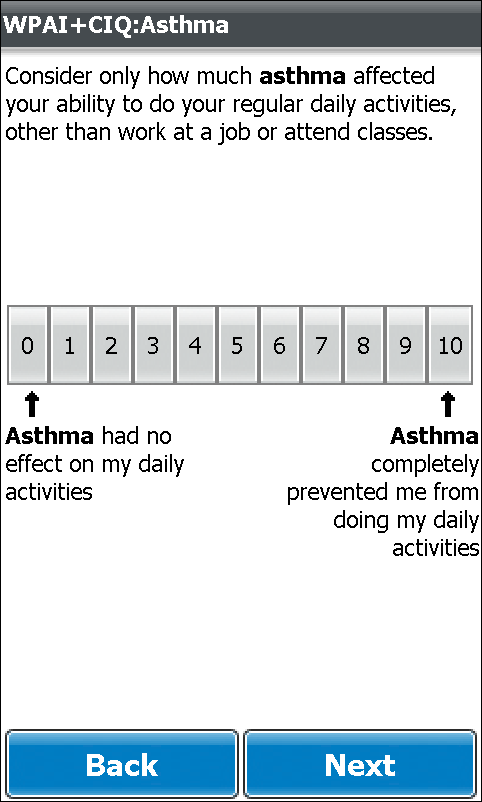 WPAI+CIQ:Asthma
Consider only how much asthma affected
your ability to do your regular daily activities,
other than work at a job or attend classes.
0 1 2 3 4 5 6 7 8 9 10
Asthma had no
effect on my daily
activities
Asthma
completely
prevented me from
doing my daily
activities
Back Next